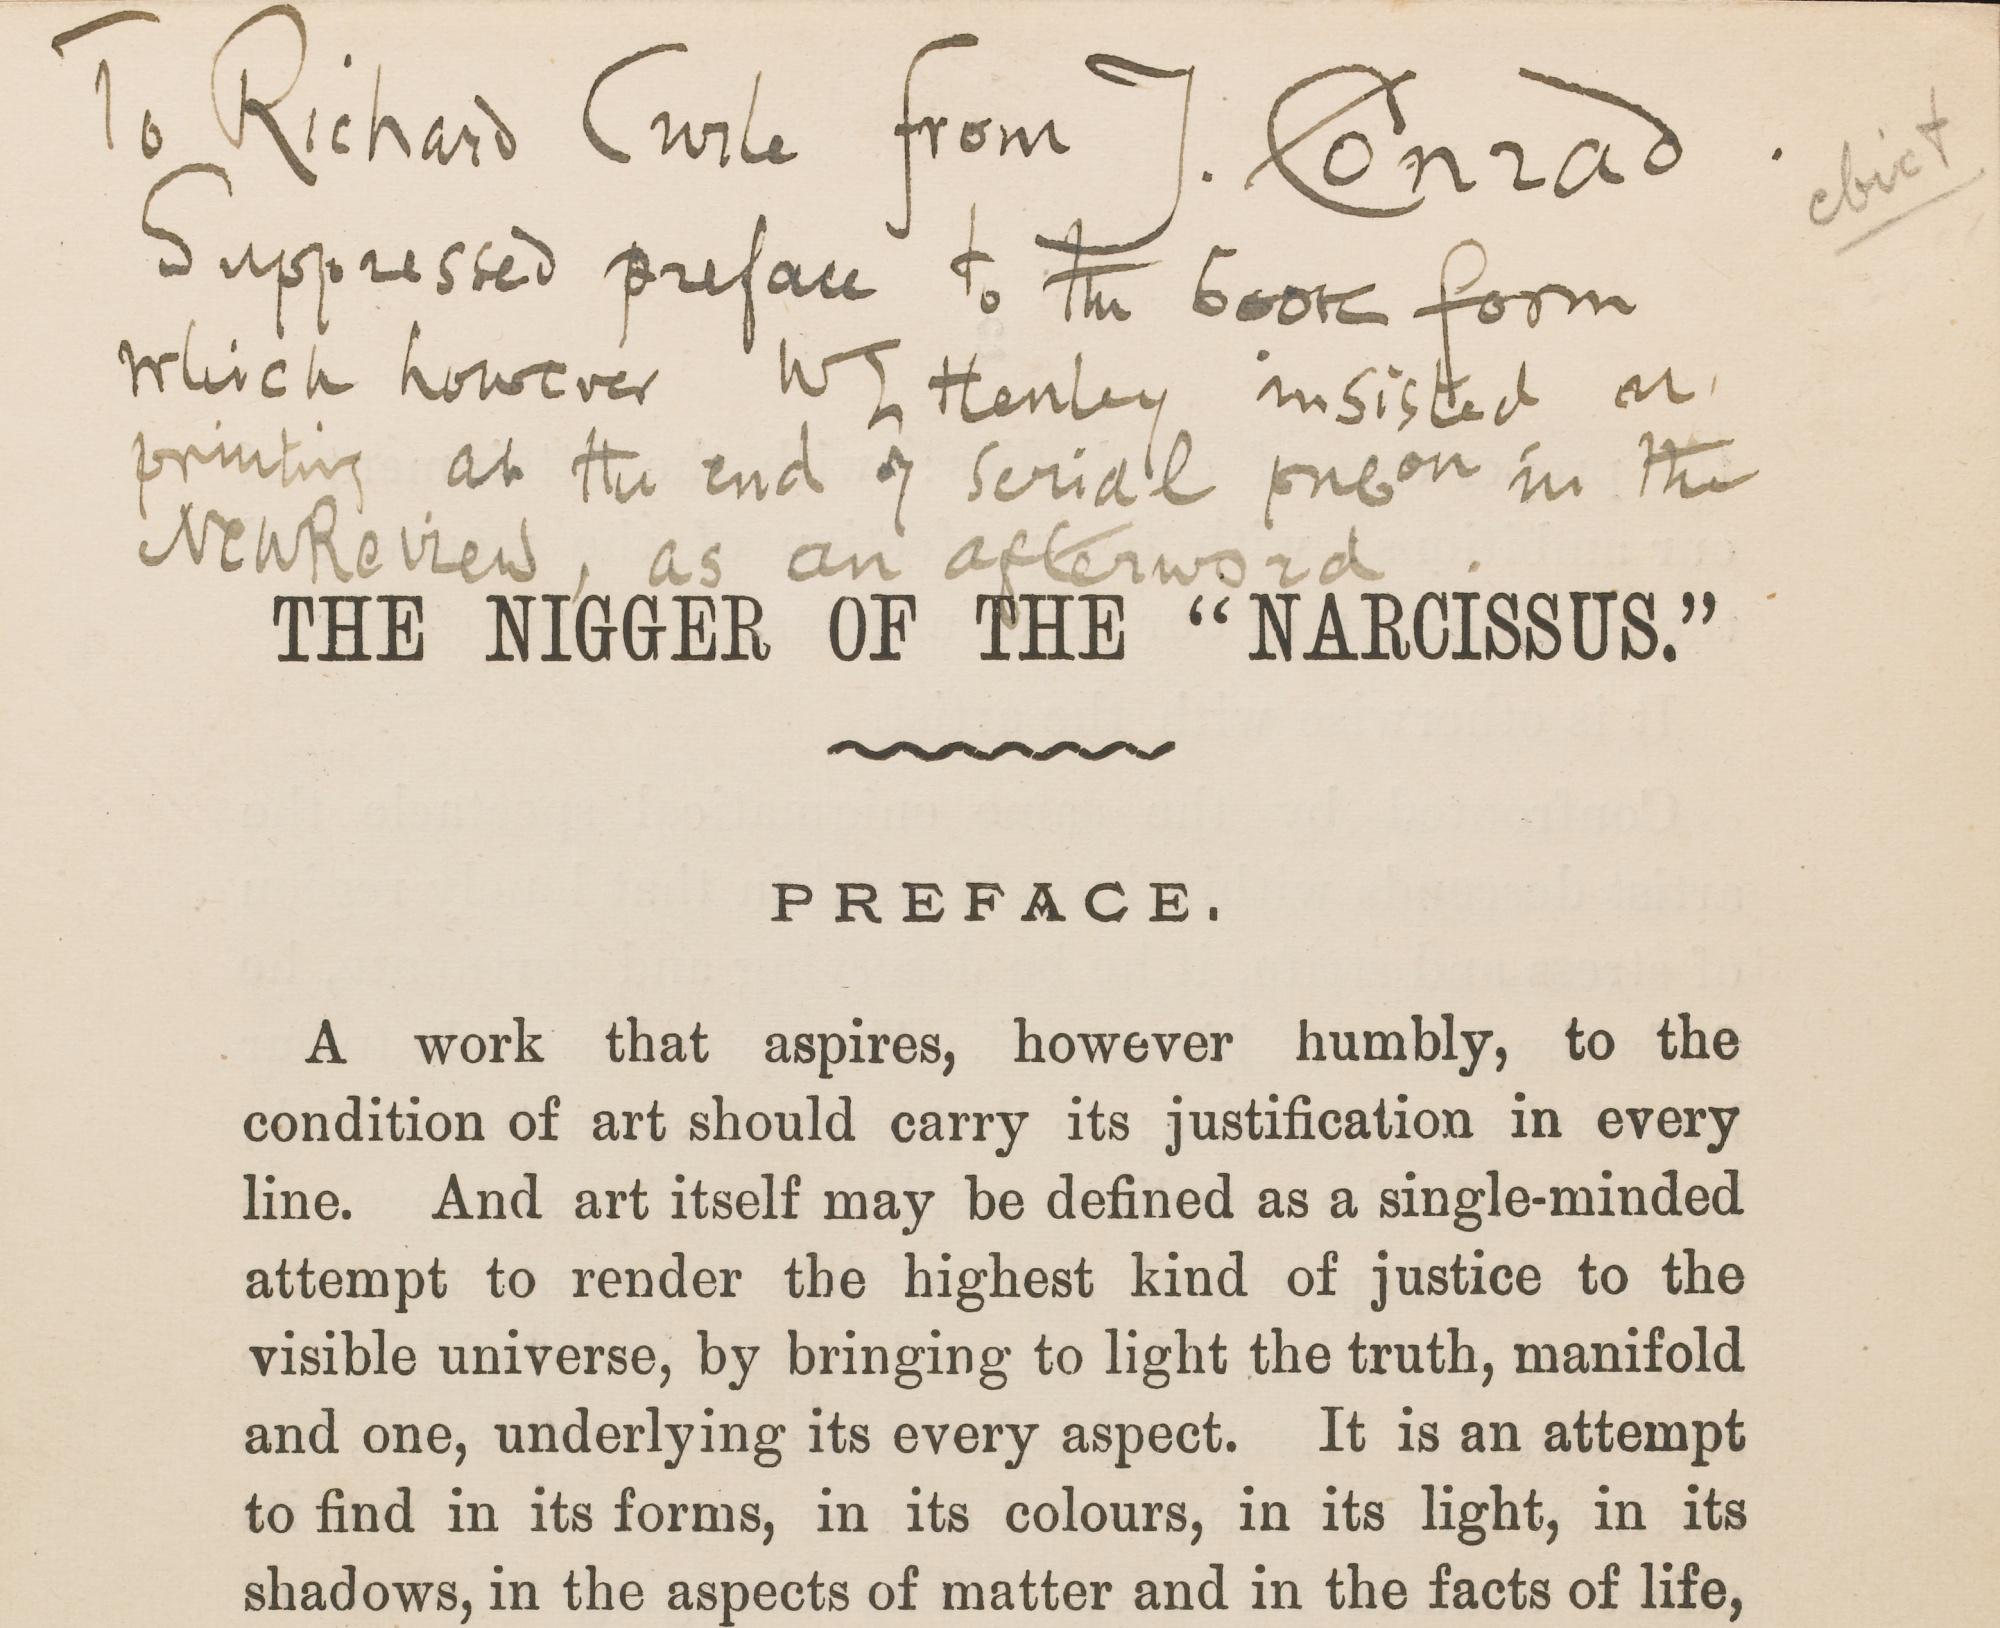 To Richard Curle from J. Conrad.
Suppressed preface to the book form
which however W E Henley insisted on
printing at the end of serial pub^on in the
New Review, as an afterword.
THE NIGGER OF THE “NARCISSUS.”
PREFACE.
A work that aspires, however humbly, to the
condition of art should carry its justification in every
line. And art itself may be defined as a single-minded
attempt to render the highest kind of justice to the
visible universe, by bringing to light the truth, manifold
and one, underlying its every aspect. It is an attempt
to find in its forms, in its colours, in its light, in its
shadows, in the aspects of matter and in the facts of life,